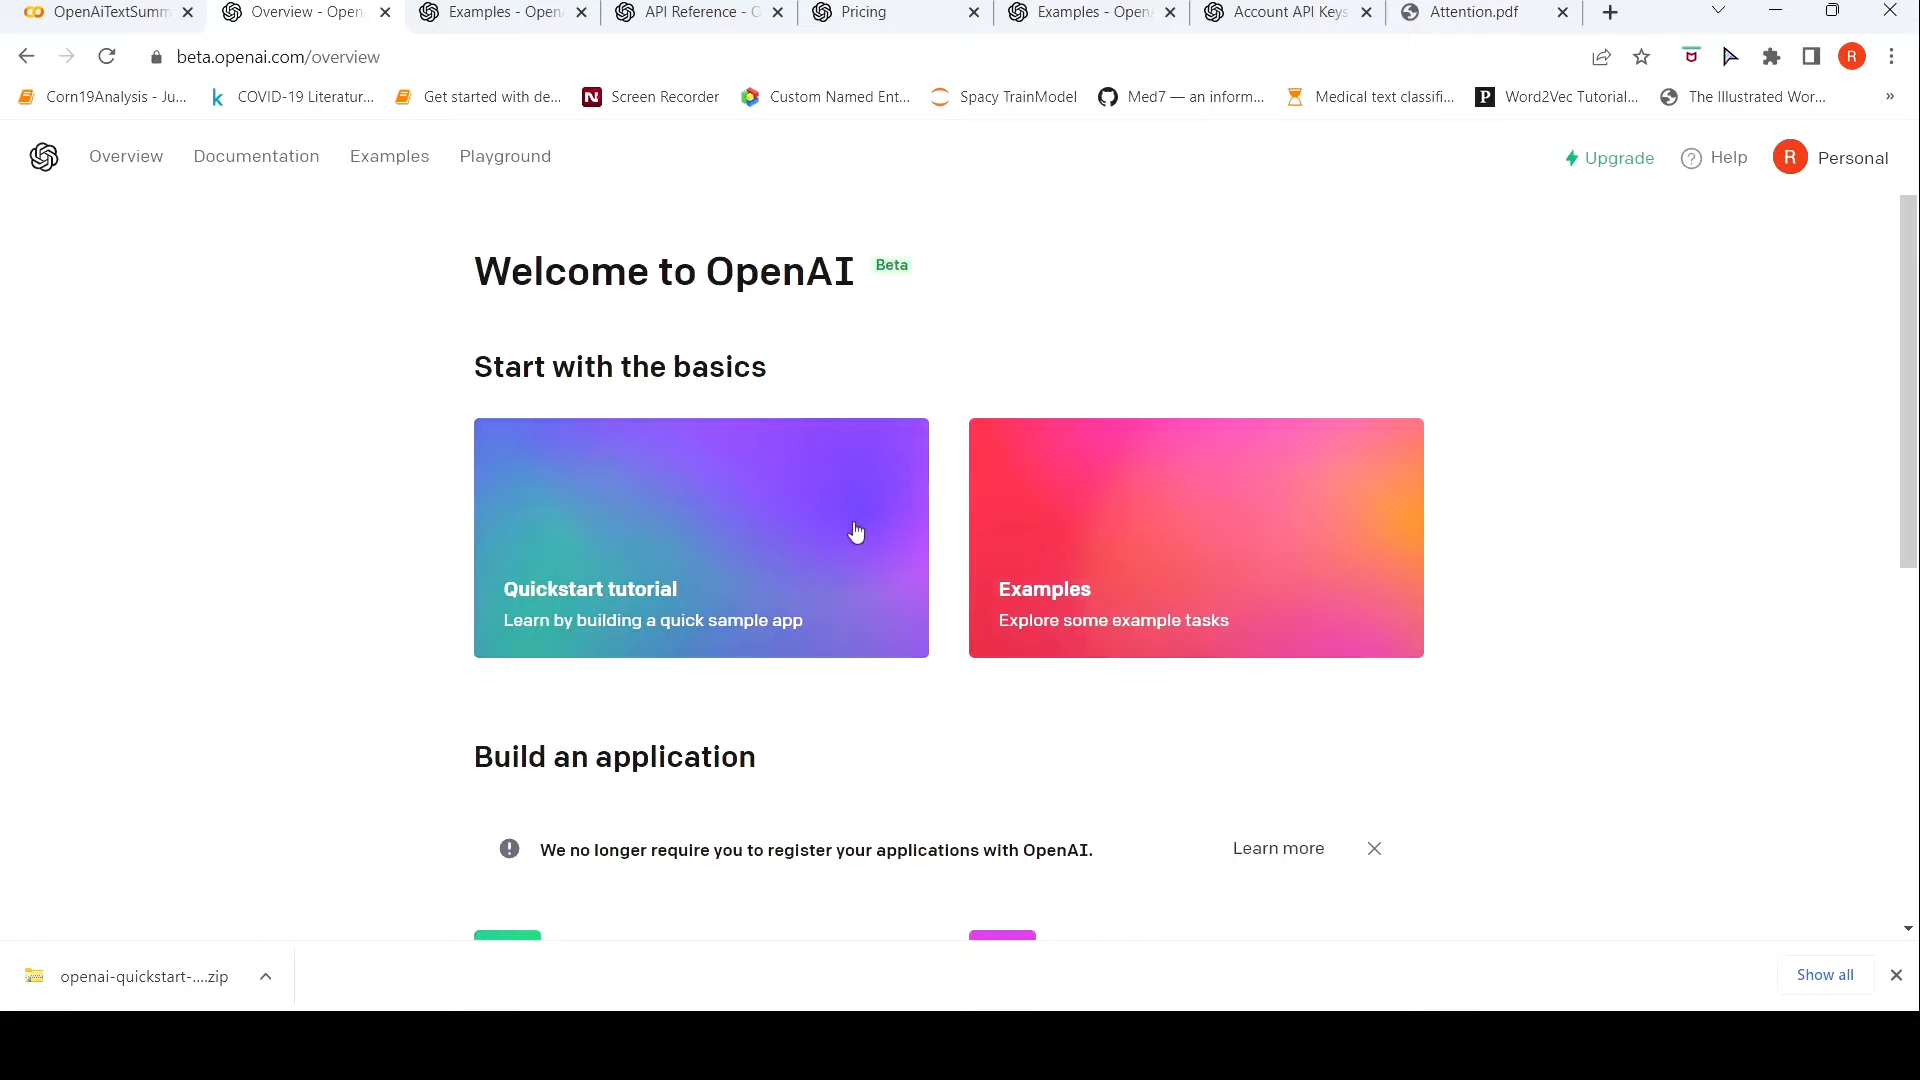 OpenAiTextSumm Overview - Open Examples - Open API Reference - O Pricing Examples - Open Account API Keys Attention.pdf
beta.openai.com/overview R
Corn19Analysis - Ju... COVID-19 Literatur... Get started with de... Screen Recorder Custom Named Ent... Spacy TrainModel Med7 — an inform... Medical text classifi... Word2Vec Tutorial... The Illustrated Wor... »
Overview Documentation Examples Playground Upgrade Help R Personal
Welcome to OpenAI Beta
Start with the basics
Quickstart tutorial
Learn by building a quick sample app
Examples
Explore some example tasks
Build an application
We no longer require you to register your applications with OpenAI. Learn more
openai-quickstart-....zip Show all